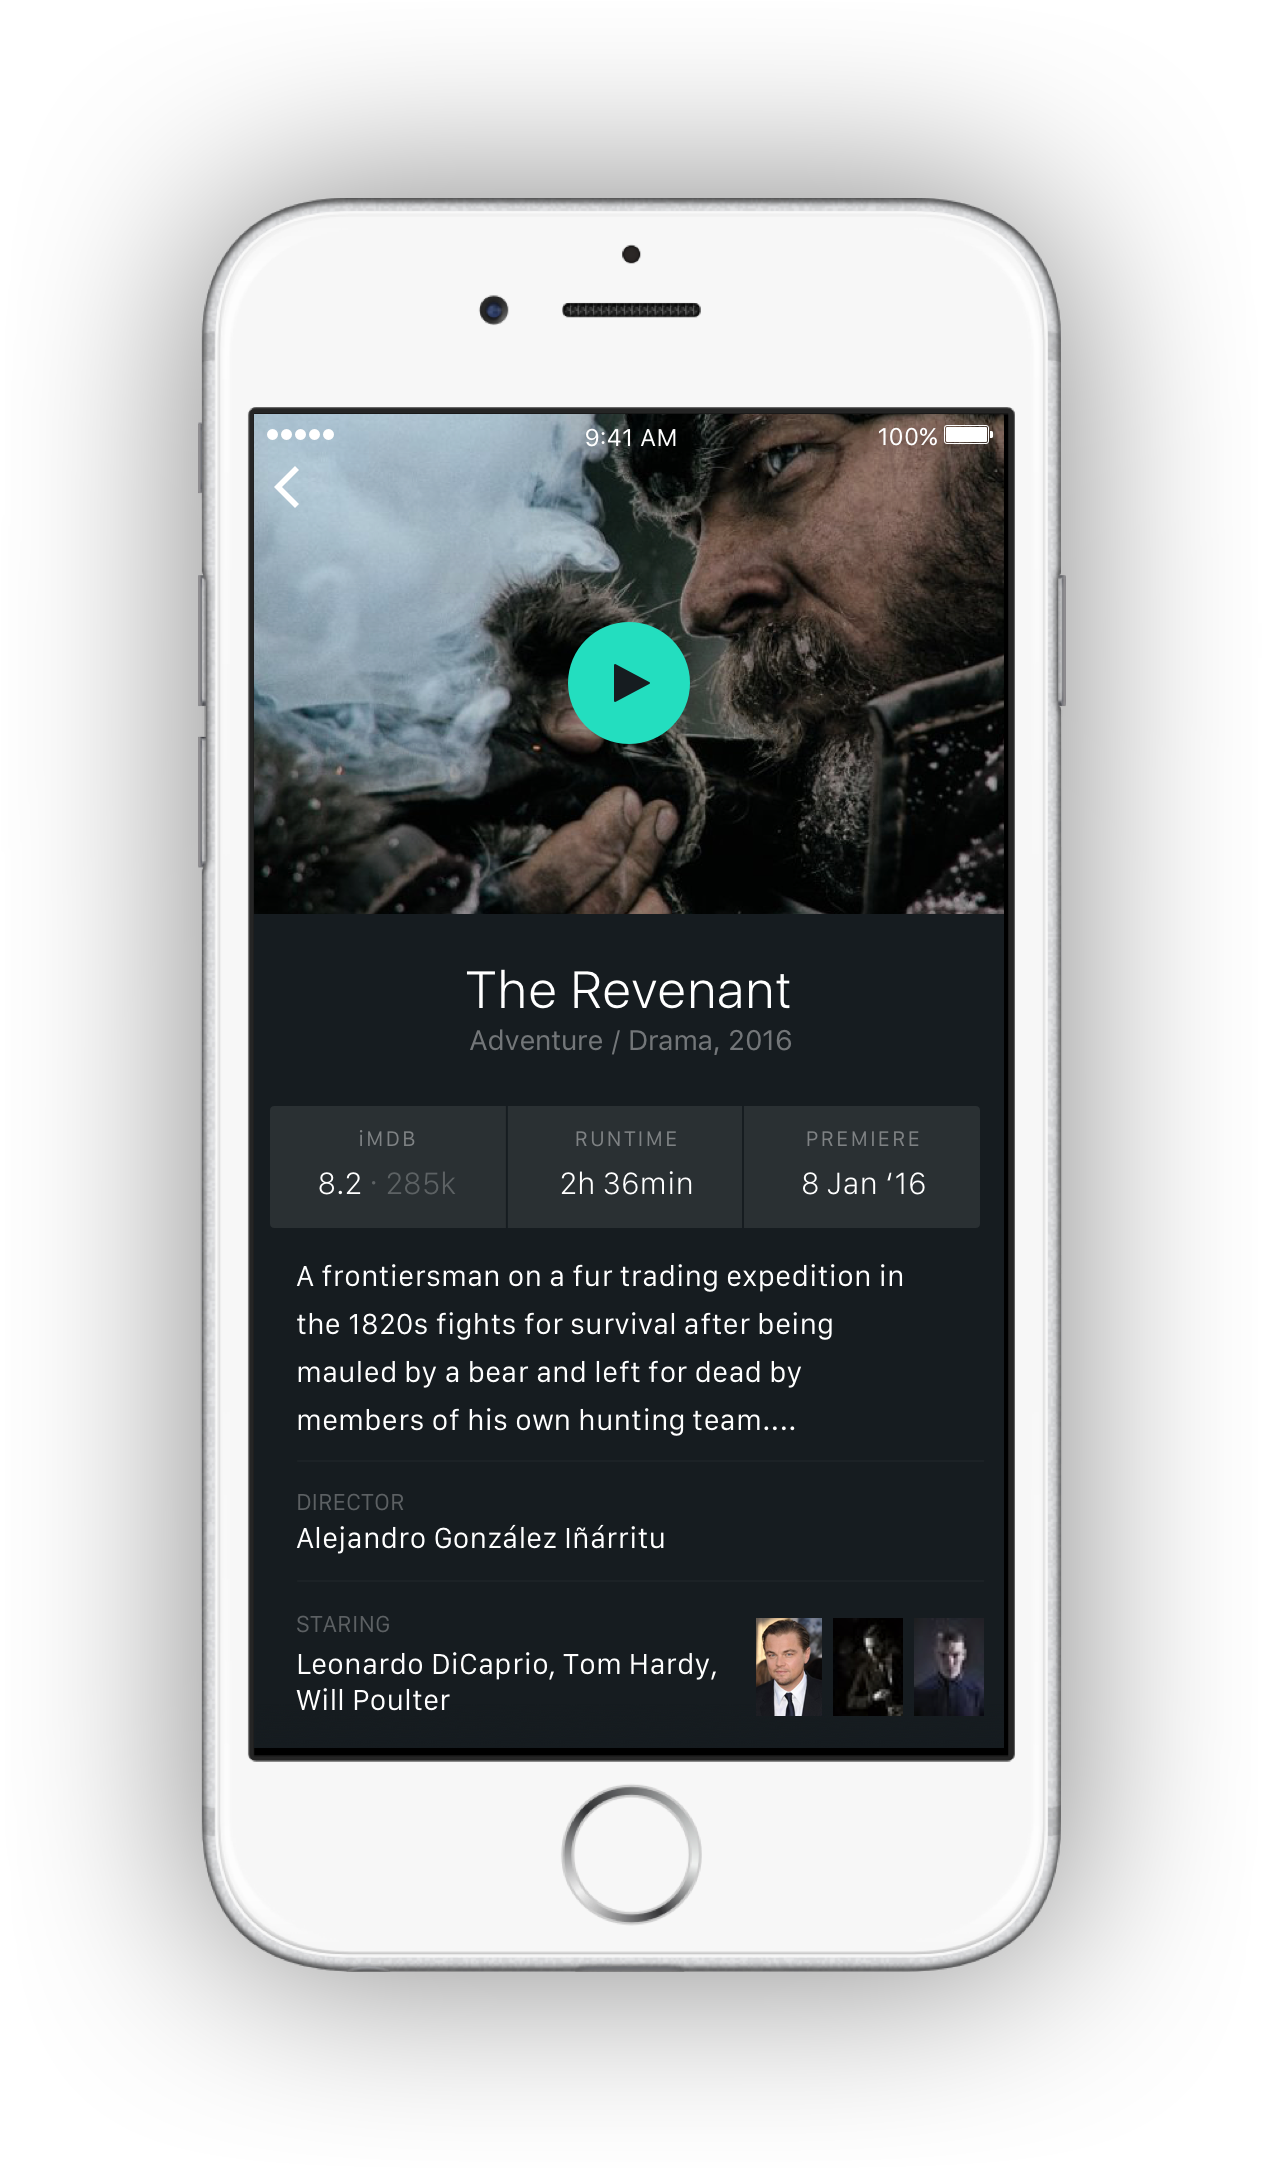 9:41 AM 100%
The Revenant
Adventure / Drama, 2016
iMDB RUNTIME PREMIERE
8.2 · 285k 2h 36min 8 Jan ‘16
A frontiersman on a fur trading expedition in
the 1820s fights for survival after being
mauled by a bear and left for dead by
members of his own hunting team....
DIRECTOR
Alejandro González Iñárritu
STARING
Leonardo DiCaprio, Tom Hardy,
Will Poulter